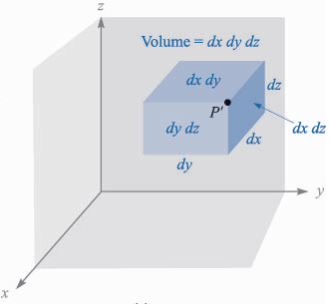 z
Volume = dx dy dz
dx dy
dz
P'
dy dz
dx dz
dx
dy
y
x